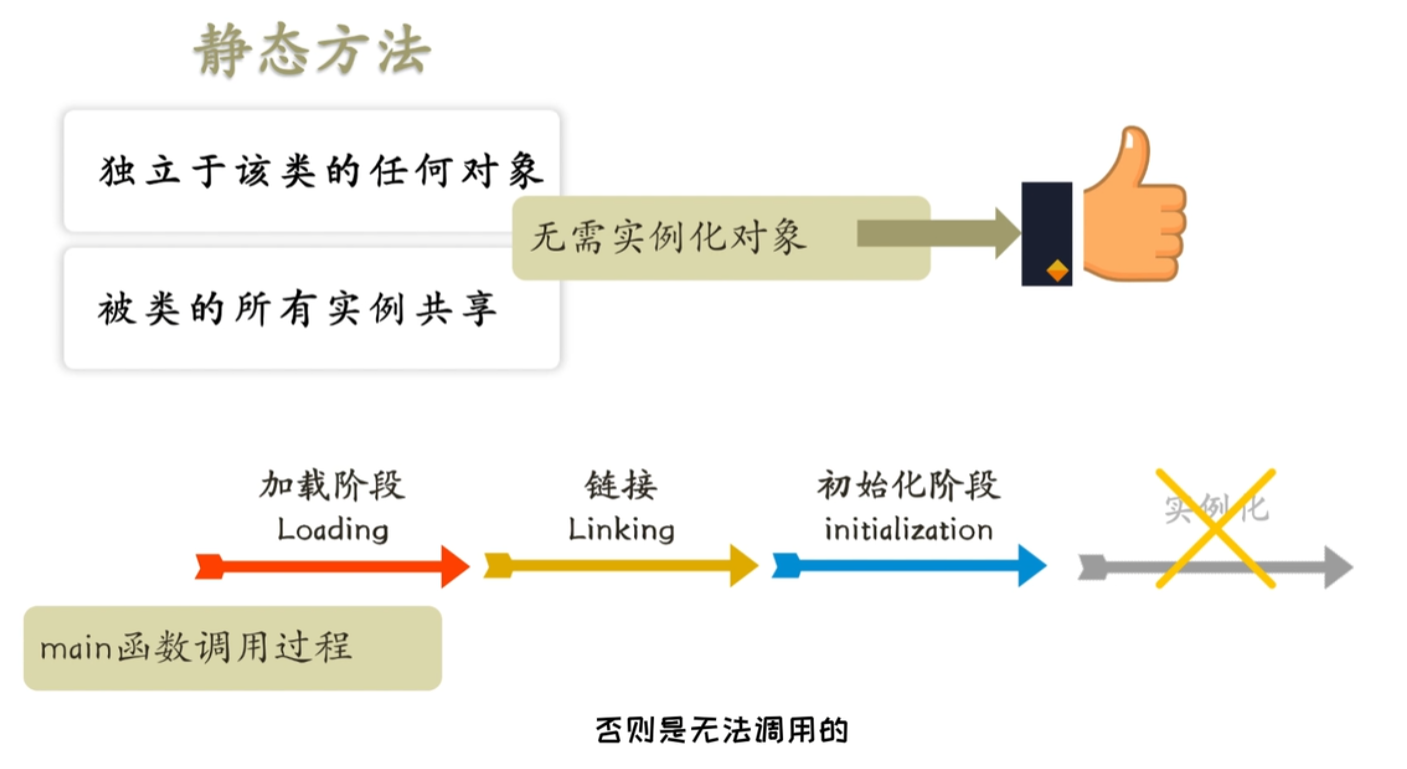 静态方法
独立于该类的任何对象
无需实例化对象
被类的所有实例共享
加载阶段
Loading
链接
Linking
初始化阶段
initialization
实例化
main函数调用过程
否则是无法调用的